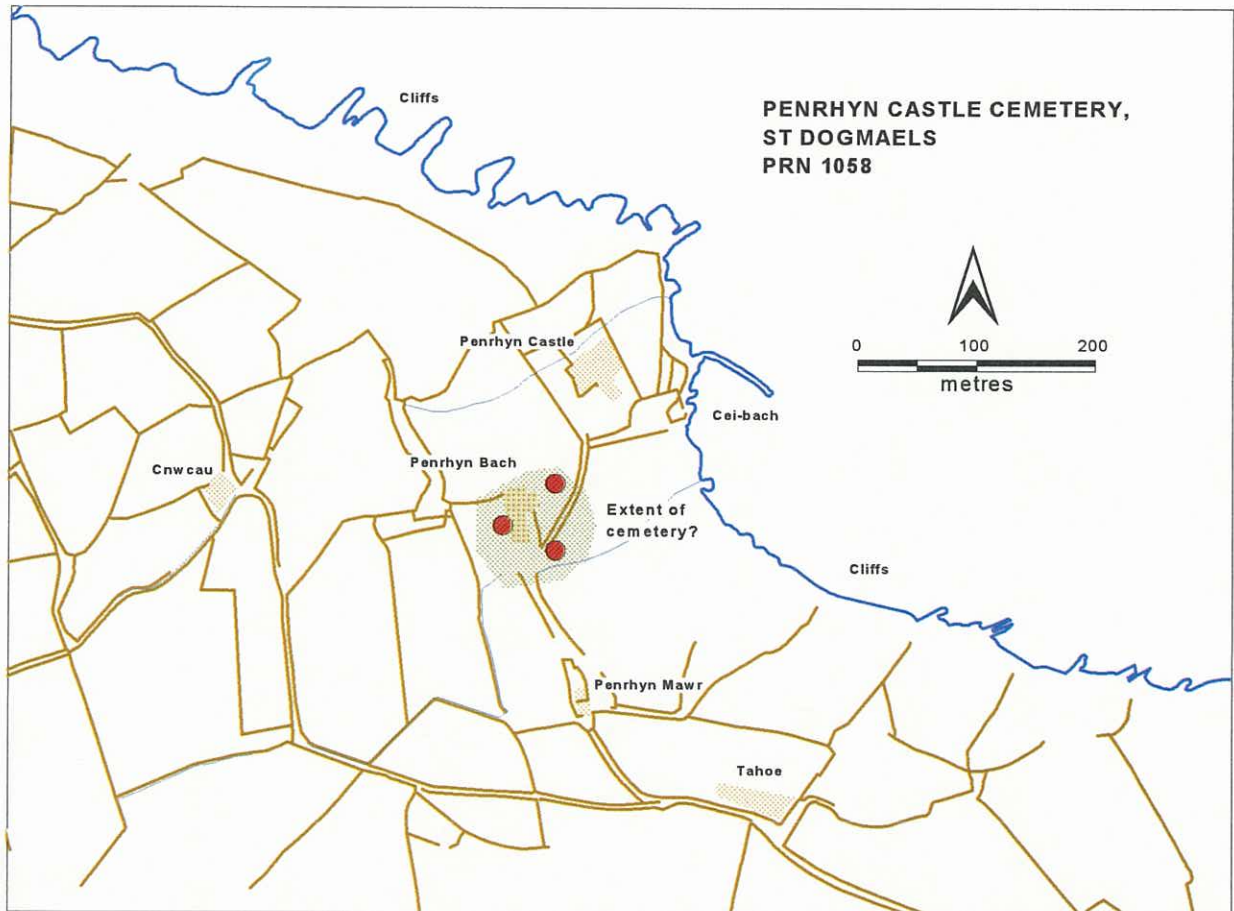 Cliffs
PENRHYN CASTLE CEMETERY,
ST DOGMAELS
PRN 1058
Penrhyn Castle
0 100 200
metres
Cei-bach
Penrhyn Bach
Cnwcau
Extent of
cemetery?
Cliffs
Penrhyn Mawr
Tahoe